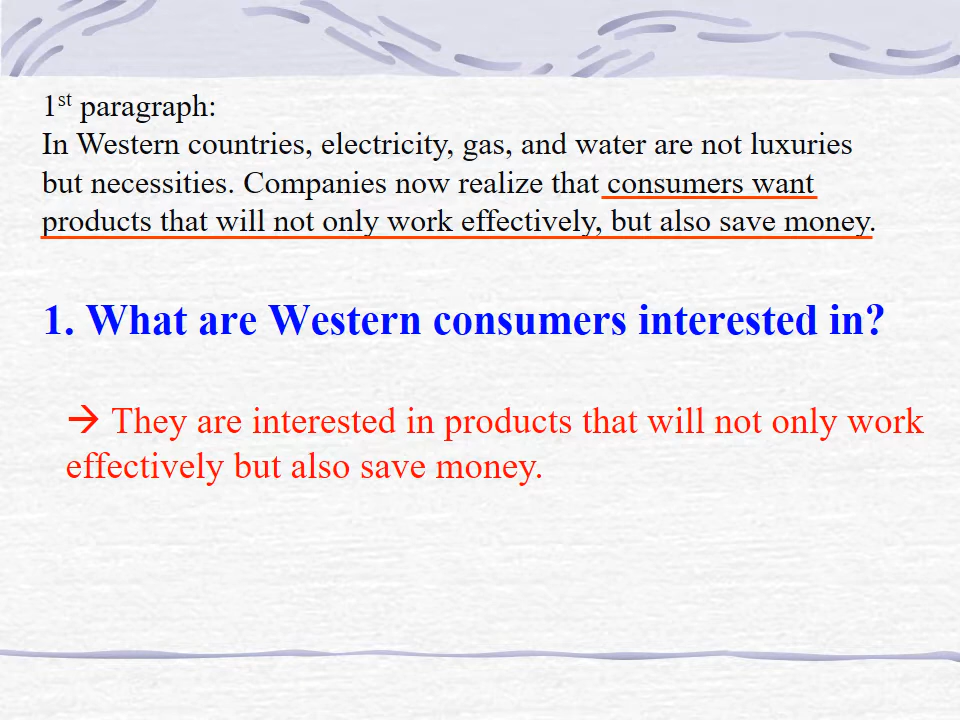 1st paragraph:
In Western countries, electricity, gas, and water are not luxuries
but necessities. Companies now realize that consumers want
products that will not only work effectively, but also save money.
1. What are Western consumers interested in?
→ They are interested in products that will not only work
effectively but also save money.